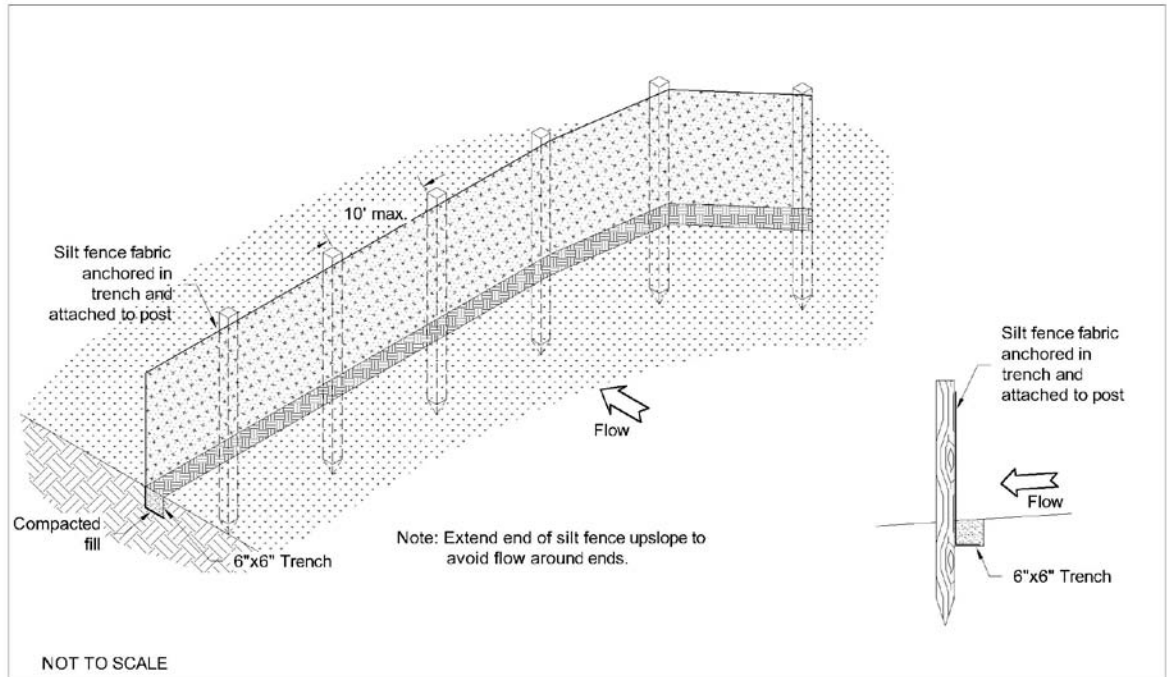 10' max.
Silt fence fabric
anchored in
trench and
attached to post
Flow
Compacted
fill
6"x6" Trench
Note: Extend end of silt fence upslope to
avoid flow around ends.
Silt fence fabric
anchored in
trench and
attached to post
Flow
6"x6" Trench
NOT TO SCALE